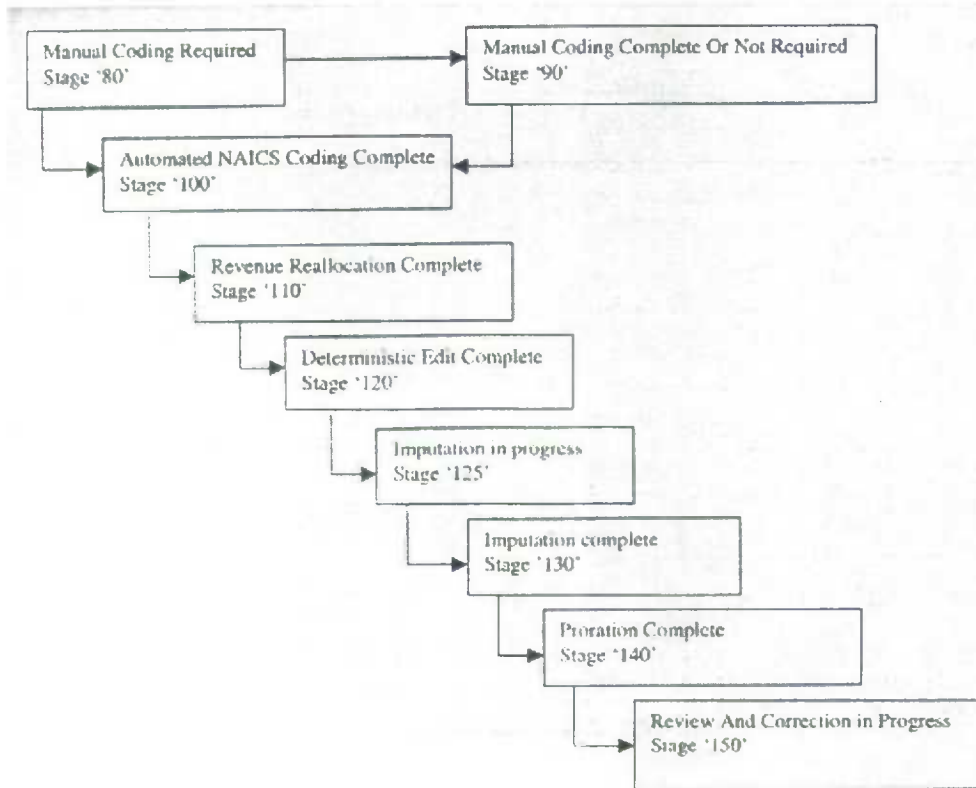 Manual Coding Required
Stage '80'
Manual Coding Complete Or Not Required
Stage '90'
Automated NAICS Coding Complete
Stage '100'
Revenue Reallocation Complete
Stage '110'
Deterministic Edit Complete
Stage '120'
Imputation in progress
Stage '125'
Imputation complete
Stage '130'
Proration Complete
Stage '140'
Review And Correction in Progress
Stage '150'